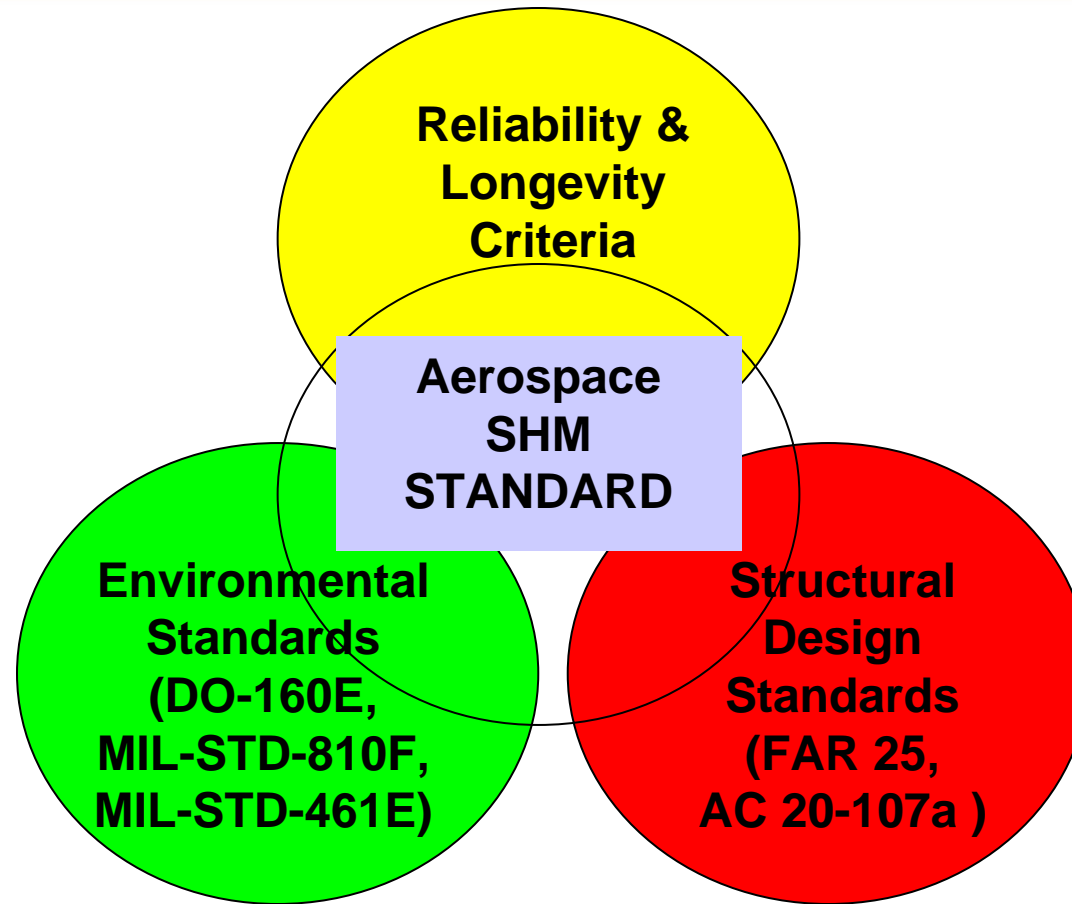 Reliability &
Longevity
Criteria
Aerospace
SHM
STANDARD
Environmental
Standards
(DO-160E,
MIL-STD-810F,
MIL-STD-461E)
Structural
Design
Standards
(FAR 25,
AC 20-107a )